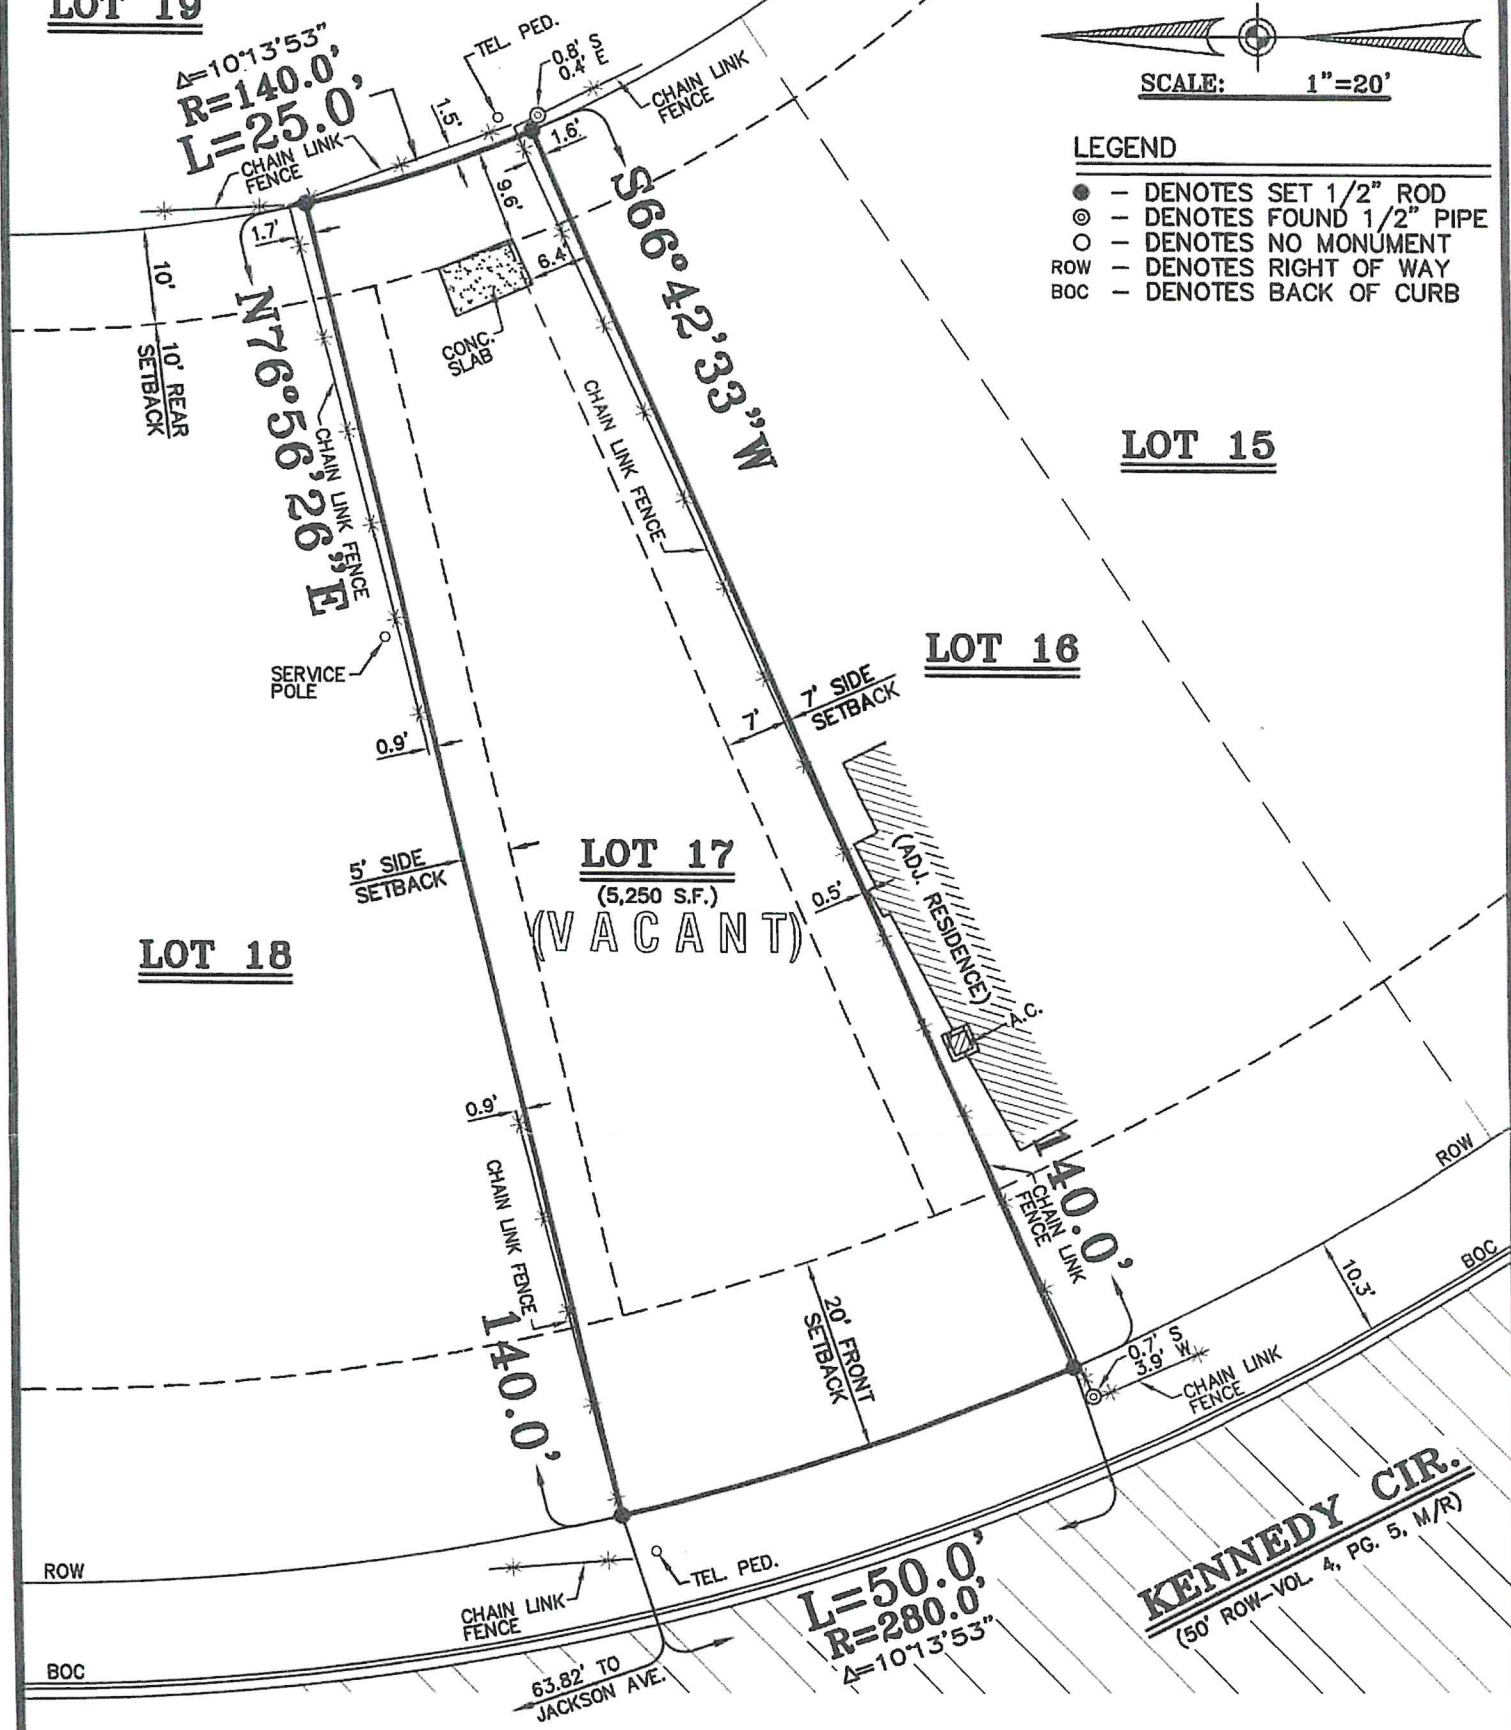 LOT 19
Δ=10°13'53"
R=140.0'
L=25.0'
CHAIN LINK
FENCE
TEL. PED.
0.8' S
0.4' E
CHAIN LINK
FENCE
1.5'
1.6'
9.6'
6.4'
1.7'
10'
10' REAR
SETBACK
CONC.
SLAB
SCALE: 1"=20'
LEGEND
● – DENOTES SET 1/2" ROD
◎ – DENOTES FOUND 1/2" PIPE
○ – DENOTES NO MONUMENT
ROW – DENOTES RIGHT OF WAY
BOC – DENOTES BACK OF CURB
N76°56'26"E
S66°42'33"W
CHAIN LINK FENCE
CHAIN LINK FENCE
LOT 15
LOT 16
SERVICE
POLE
7' SIDE
SETBACK
7'
0.9'
5' SIDE
SETBACK
LOT 17
(5,250 S.F.)
(VACANT)
0.5'
(ADJ. RESIDENCE)
A.C.
LOT 18
0.9'
CHAIN LINK FENCE
140.0'
140.0'
CHAIN LINK
FENCE
20' FRONT
SETBACK
ROW
BOC
10.3'
0.7' S
3.9' W
CHAIN LINK
FENCE
ROW
BOC
CHAIN LINK
FENCE
TEL. PED.
63.82' TO
JACKSON AVE.
L=50.0'
R=280.0'
Δ=10°13'53"
KENNEDY CIR.
(50' ROW-VOL. 4, PG. 5, M/R)